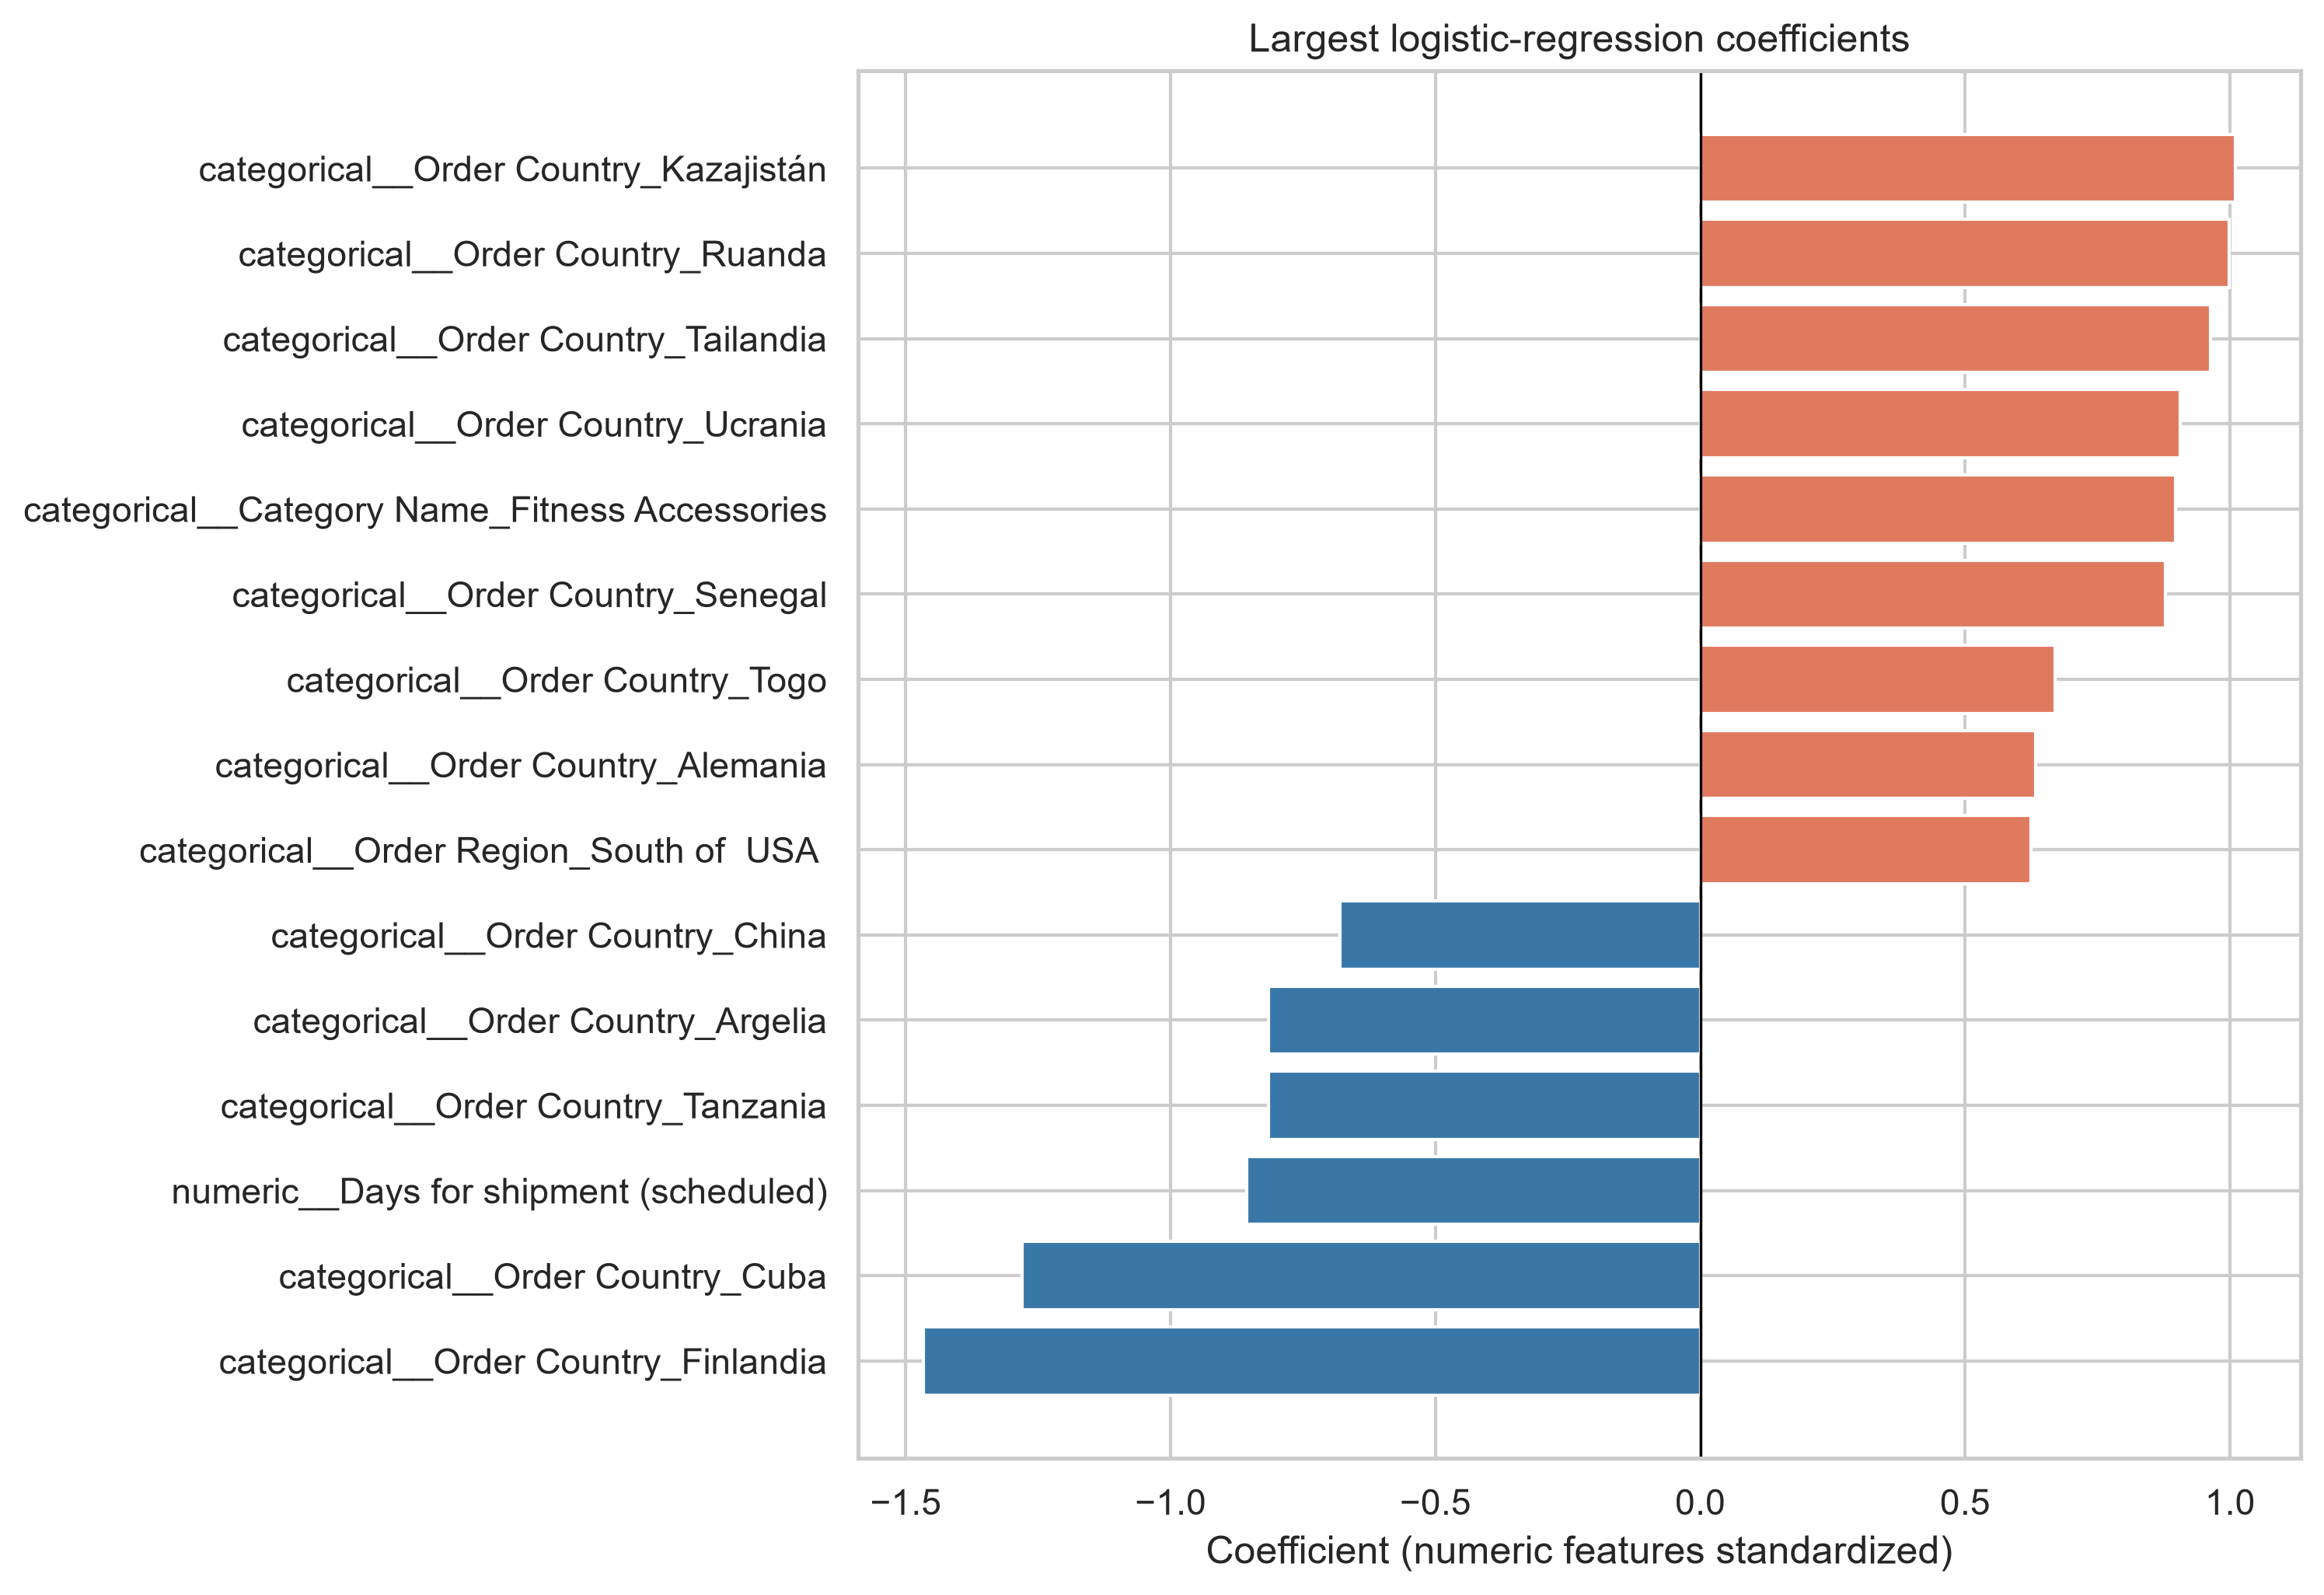 Largest logistic-regression coefficients
categorical__Order Country_Kazajistán
categorical__Order Country_Ruanda
categorical__Order Country_Tailandia
categorical__Order Country_Ucrania
categorical__Category Name_Fitness Accessories
categorical__Order Country_Senegal
categorical__Order Country_Togo
categorical__Order Country_Alemania
categorical__Order Region_South of  USA
categorical__Order Country_China
categorical__Order Country_Argelia
categorical__Order Country_Tanzania
numeric__Days for shipment (scheduled)
categorical__Order Country_Cuba
categorical__Order Country_Finlandia
−1.5 −1.0 −0.5 0.0 0.5 1.0
Coefficient (numeric features standardized)